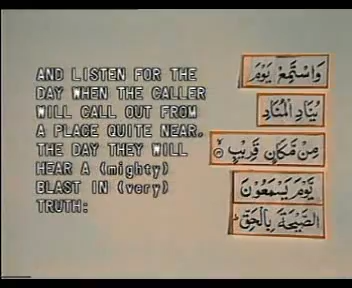 AND LISTEN FOR THE
DAY WHEN THE CALLER
WILL CALL OUT FROM
A PLACE QUITE NEAR.
THE DAY THEY WILL
HEAR A (mighty)
BLAST IN (very)
TRUTH:
وَاسْتَمِعْ يَوْمَ
يُنَادِ الْمُنَادِ
مِنْ مَّكَانٍ قَرِيبٍ ۝٤١
يَّوْمَ يَسْمَعُونَ
الصَّيْحَةَ بِالْحَقِّ ۗ